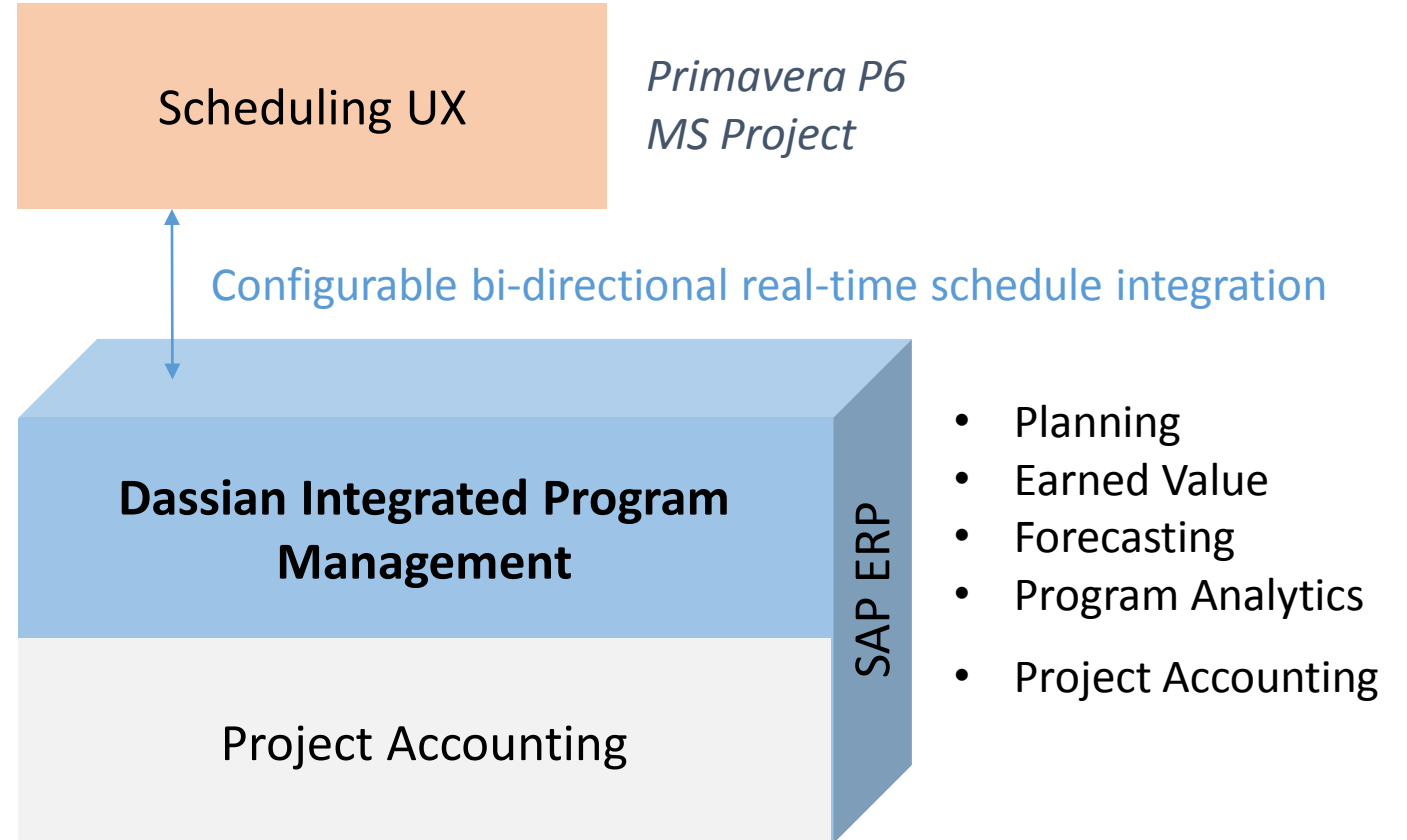 Scheduling UX
Primavera P6
MS Project
Configurable bi-directional real-time schedule integration
Dassian Integrated Program
Management
Project Accounting
SAP ERP
• Planning
• Earned Value
• Forecasting
• Program Analytics
• Project Accounting